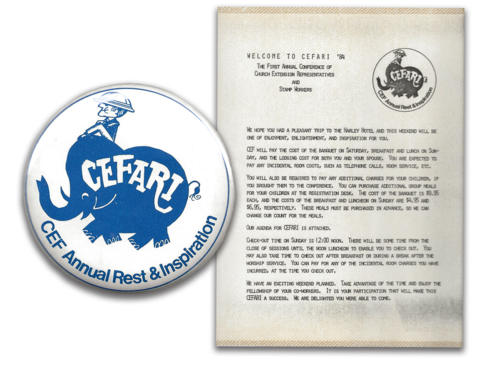 CEFARI
CEF Annual Rest & Inspiration
WELCOME TO CEFARI '84
THE FIRST ANNUAL CONFERENCE OF
CHURCH EXTENSION REPRESENTATIVES
AND
STAMP WORKERS
CEFARI
CEF Annual Rest & Inspiration
WE HOPE YOU HAD A PLEASANT TRIP TO THE HARLEY HOTEL AND THIS WEEKEND WILL BE
ONE OF ENJOYMENT, ENLIGHTENMENT, AND INSPIRATION FOR YOU.
CEF WILL PAY THE COST OF THE BANQUET ON SATURDAY, BREAKFAST AND LUNCH ON SUN-
DAY, AND THE LODGING COST FOR BOTH YOU AND YOUR SPOUSE. YOU ARE EXPECTED TO
PAY ANY INCIDENTAL ROOM COSTS, SUCH AS TELEPHONE CALLS, ROOM SERVICE, ETC.
YOU WILL ALSO BE REQUIRED TO PAY ANY ADDITIONAL CHARGES FOR YOUR CHILDREN, IF
YOU BROUGHT THEM TO THE CONFERENCE. YOU CAN PURCHASE ADDITIONAL GROUP MEALS
FOR YOUR CHILDREN AT THE REGISTRATION DESK. THE COST OF THE BANQUET IS $9.95
EACH, AND THE COSTS OF THE BREAKFAST AND LUNCHEON ON SUNDAY ARE $4.95 AND
$6.95, RESPECTIVELY. THESE MEALS MUST BE PURCHASED IN ADVANCE, SO WE CAN
CHANGE OUR COUNT FOR THE MEALS.
OUR AGENDA FOR CEFARI IS ATTACHED.
CHECK-OUT TIME ON SUNDAY IS 12:00 NOON. THERE WILL BE SOME TIME FROM THE
CLOSE OF SESSIONS UNTIL THE NOON LUNCHEON TO ENABLE YOU TO CHECK OUT. YOU
MAY ALSO TAKE TIME TO CHECK OUT AFTER BREAKFAST OR DURING A BREAK AFTER THE
WORSHIP SERVICE. YOU CAN PAY FOR ANY OF THE INCIDENTAL ROOM CHARGES YOU HAVE
INCURRED, AT THE TIME YOU CHECK OUT.
WE HAVE AN EXCITING WEEKEND PLANNED. TAKE ADVANTAGE OF THE TIME AND ENJOY THE
FELLOWSHIP OF YOUR CO-WORKERS. IT IS YOUR PARTICIPATION THAT WILL MAKE THIS
CEFARI A SUCCESS. WE ARE DELIGHTED YOU WERE ABLE TO COME.